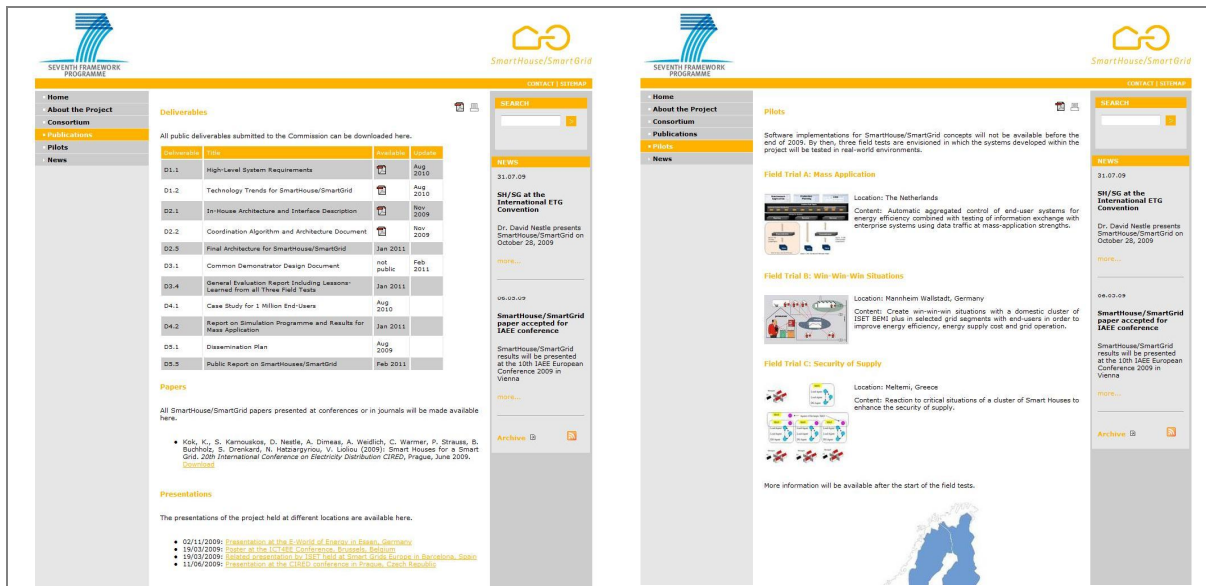 SEVENTH FRAMEWORK
PROGRAMME
SmartHouse/SmartGrid
CONTACT | SITEMAP
Home
About the Project
Consortium
Publications
Pilots
News
Deliverables
All public deliverables submitted to the Commission can be downloaded here.
Deliverable Title Available Update
D1.1 High-Level System Requirements Aug 2010
D1.2 Technology Trends for SmartHouse/SmartGrid Aug 2010
D2.1 In-House Architecture and Interface Description Nov 2009
D2.2 Coordination Algorithm and Architecture Document Nov 2009
D2.5 Final Architecture for SmartHouse/SmartGrid Jan 2011
D3.1 Common Demonstrator Design Document not public Feb 2011
D3.4 General Evaluation Report Including Lessons-
Learned from all Three Field Tests Jan 2011
D4.1 Case Study for 1 Million End-Users Aug 2010
D4.2 Report on Simulation Programme and Results for
Mass Application Jan 2011
D5.1 Dissemination Plan Aug 2009
D5.5 Public Report on SmartHouses/SmartGrid Feb 2011
Papers
All SmartHouse/SmartGrid papers presented at conferences or in journals will be made available
here.
Kok, K., S. Karnouskos, D. Nestle, A. Dimeas, A. Weidlich, C. Warmer, P. Strauss, B.
Buchholz, S. Drenkard, N. Hatziargyriou, V. Lioliou (2009): Smart Houses for a Smart
Grid. 20th International Conference on Electricity Distribution CIRED, Prague, June 2009.
Download
Presentations
The presentations of the project held at different locations are available here.
02/11/2009: Presentation at the E-World of Energy in Essen, Germany
19/03/2009: Poster at the ICT4EE Conference, Brussels, Belgium
19/03/2009: Related presentation by ISET held at Smart Grids Europe in Barcelona, Spain
11/06/2009: Presentation at the CIRED conference in Prague, Czech Republic
SEARCH
NEWS
31.07.09
SH/SG at the
International ETG
Convention
Dr. David Nestle presents
SmartHouse/SmartGrid on
October 28, 2009
more...
06.05.09
SmartHouse/SmartGrid
paper accepted for
IAEE conference
SmartHouse/SmartGrid
results will be presented
at the 10th IAEE European
Conference 2009 in
Vienna
more...
Archive
SEVENTH FRAMEWORK
PROGRAMME
SmartHouse/SmartGrid
CONTACT | SITEMAP
Home
About the Project
Consortium
Publications
Pilots
News
Pilots
Software implementations for SmartHouse/SmartGrid concepts will not be available before the
end of 2009. By then, three field tests are envisioned in which the systems developed within the
project will be tested in real-world environments.
Field Trial A: Mass Application
Location: The Netherlands
Content: Automatic aggregated control of end-user systems for
energy efficiency combined with testing of information exchange with
enterprise systems using data traffic at mass-application strengths.
Field Trial B: Win-Win-Win Situations
Location: Mannheim Wallstadt, Germany
Content: Create win-win-win situations with a domestic cluster of
ISET BEMI plus in selected grid segments with end-users in order to
improve energy efficiency, energy supply cost and grid operation.
Field Trial C: Security of Supply
Location: Meltemi, Greece
Content: Reaction to critical situations of a cluster of Smart Houses to
enhance the security of supply.
More information will be available after the start of the field tests.
SEARCH
NEWS
31.07.09
SH/SG at the
International ETG
Convention
Dr. David Nestle presents
SmartHouse/SmartGrid on
October 28, 2009
more...
06.05.09
SmartHouse/SmartGrid
paper accepted for
IAEE conference
SmartHouse/SmartGrid
results will be presented
at the 10th IAEE European
Conference 2009 in
Vienna
more...
Archive